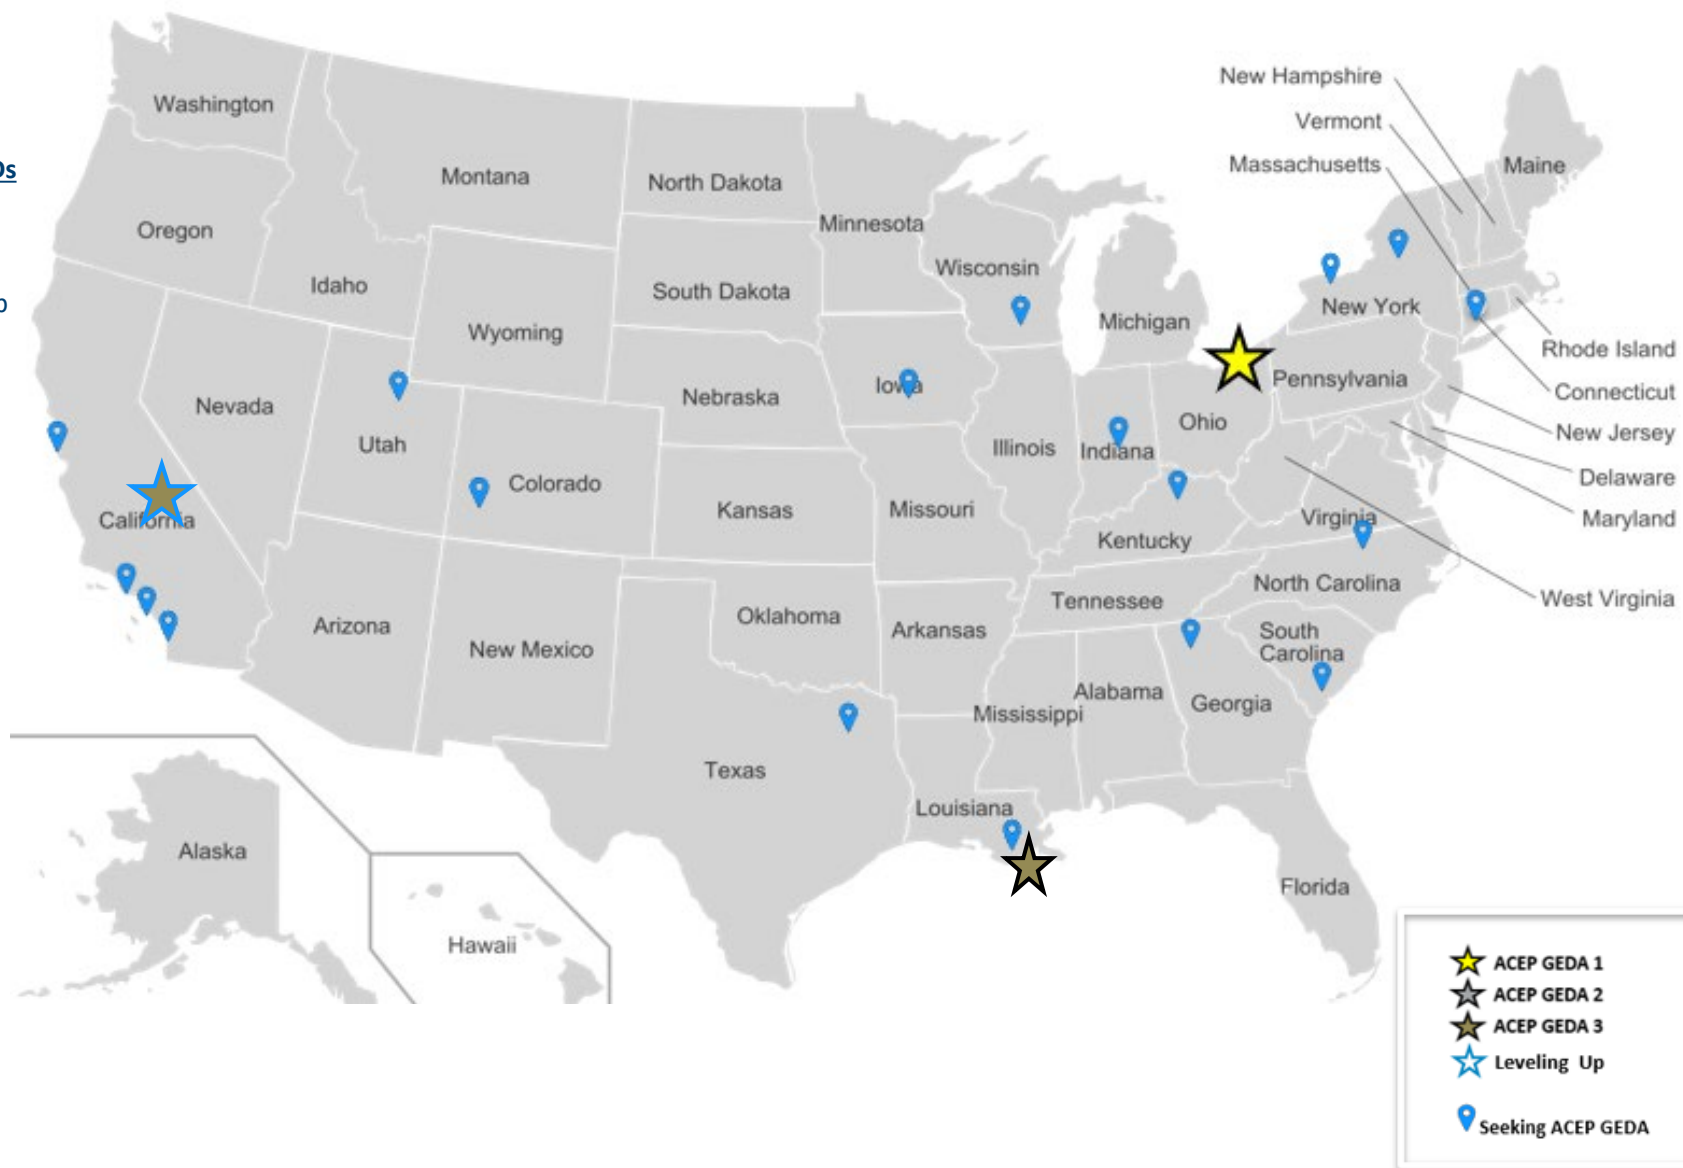 New Hampshire
Washington
Vermont
Massachusetts
Maine
Ds
Montana
North Dakota
Minnesota
Oregon
Wisconsin
Idaho
South Dakota
p
New York
Michigan
Wyoming
Rhode Island
Pennsylvania
Iowa
Connecticut
Nebraska
Nevada
Ohio
New Jersey
Utah
Illinois
Indiana
Colorado
Delaware
Kansas
Missouri
Virginia
Maryland
California
Kentucky
North Carolina
West Virginia
Tennessee
Oklahoma
Arizona
Arkansas
South
Carolina
New Mexico
Alabama
Georgia
Mississippi
Texas
Louisiana
Alaska
Florida
Hawaii
ACEP GEDA 1
ACEP GEDA 2
ACEP GEDA 3
Leveling Up
Seeking ACEP GEDA